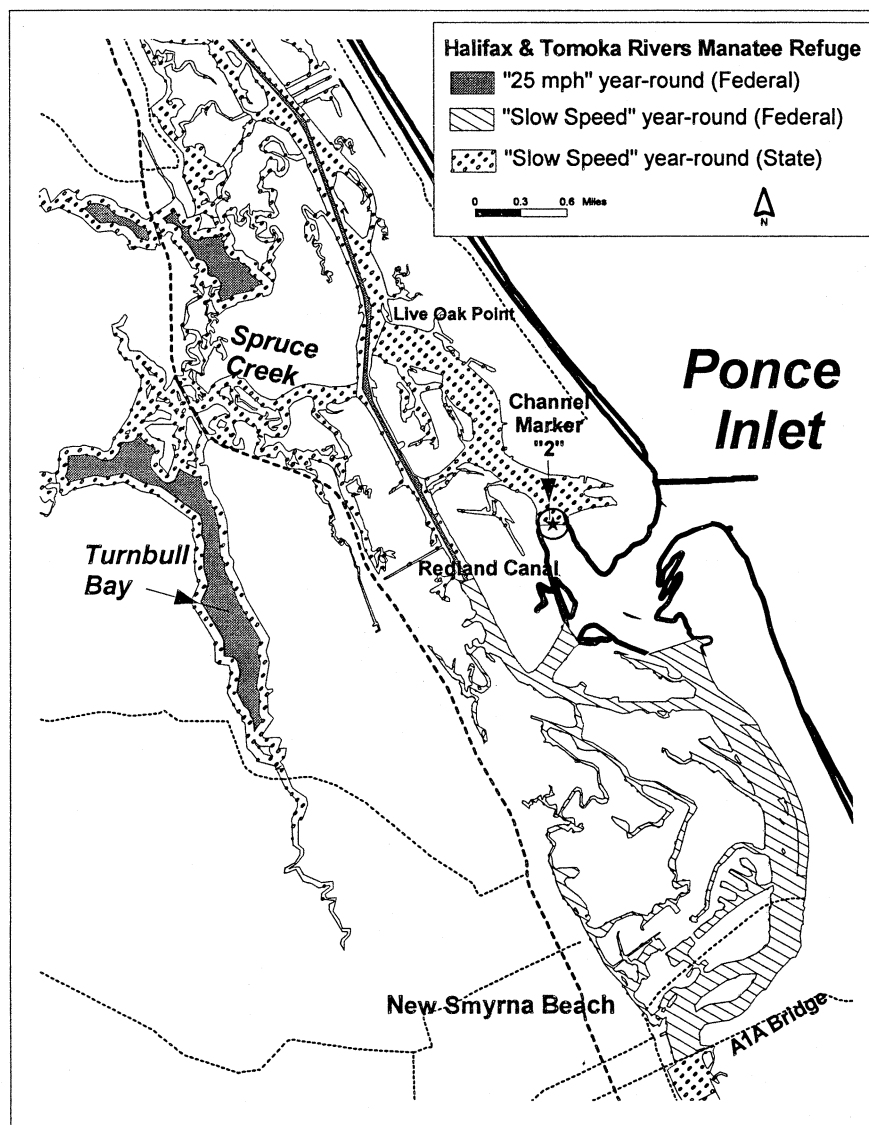 Halifax & Tomoka Rivers Manatee Refuge
"25 mph" year-round (Federal)
"Slow Speed" year-round (Federal)
"Slow Speed" year-round (State)
0 0.3 0.6 Miles
N
Live Oak Point
Spruce
Creek
Ponce
Inlet
Channel
Marker
"2"
Turnbull
Bay
Redland Canal
New Smyrna Beach
A1A Bridge